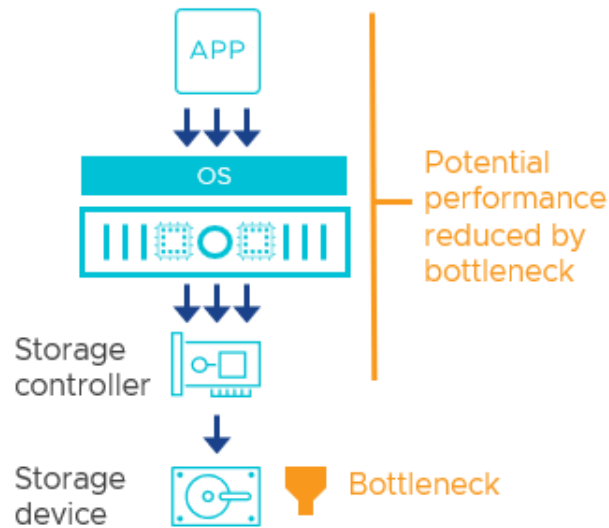 APP
OS
Potential
performance
reduced by
bottleneck
Storage
controller
Storage
device
Bottleneck